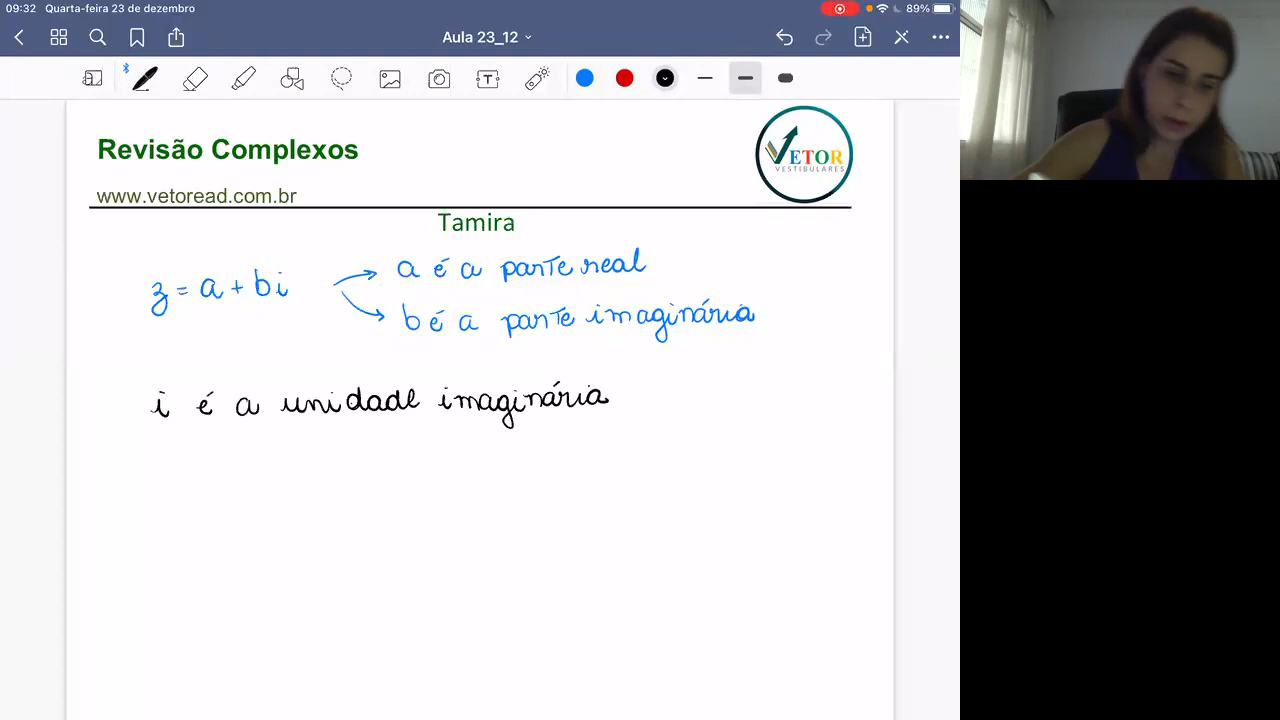 09:32 Quarta-feira 23 de dezembro 89%
Aula 23_12
Revisão Complexos
VETOR
VESTIBULARES
www.vetoread.com.br
Tamira
z = a + bi
a é a parte real
b é a parte imaginária
i é a unidade imaginária